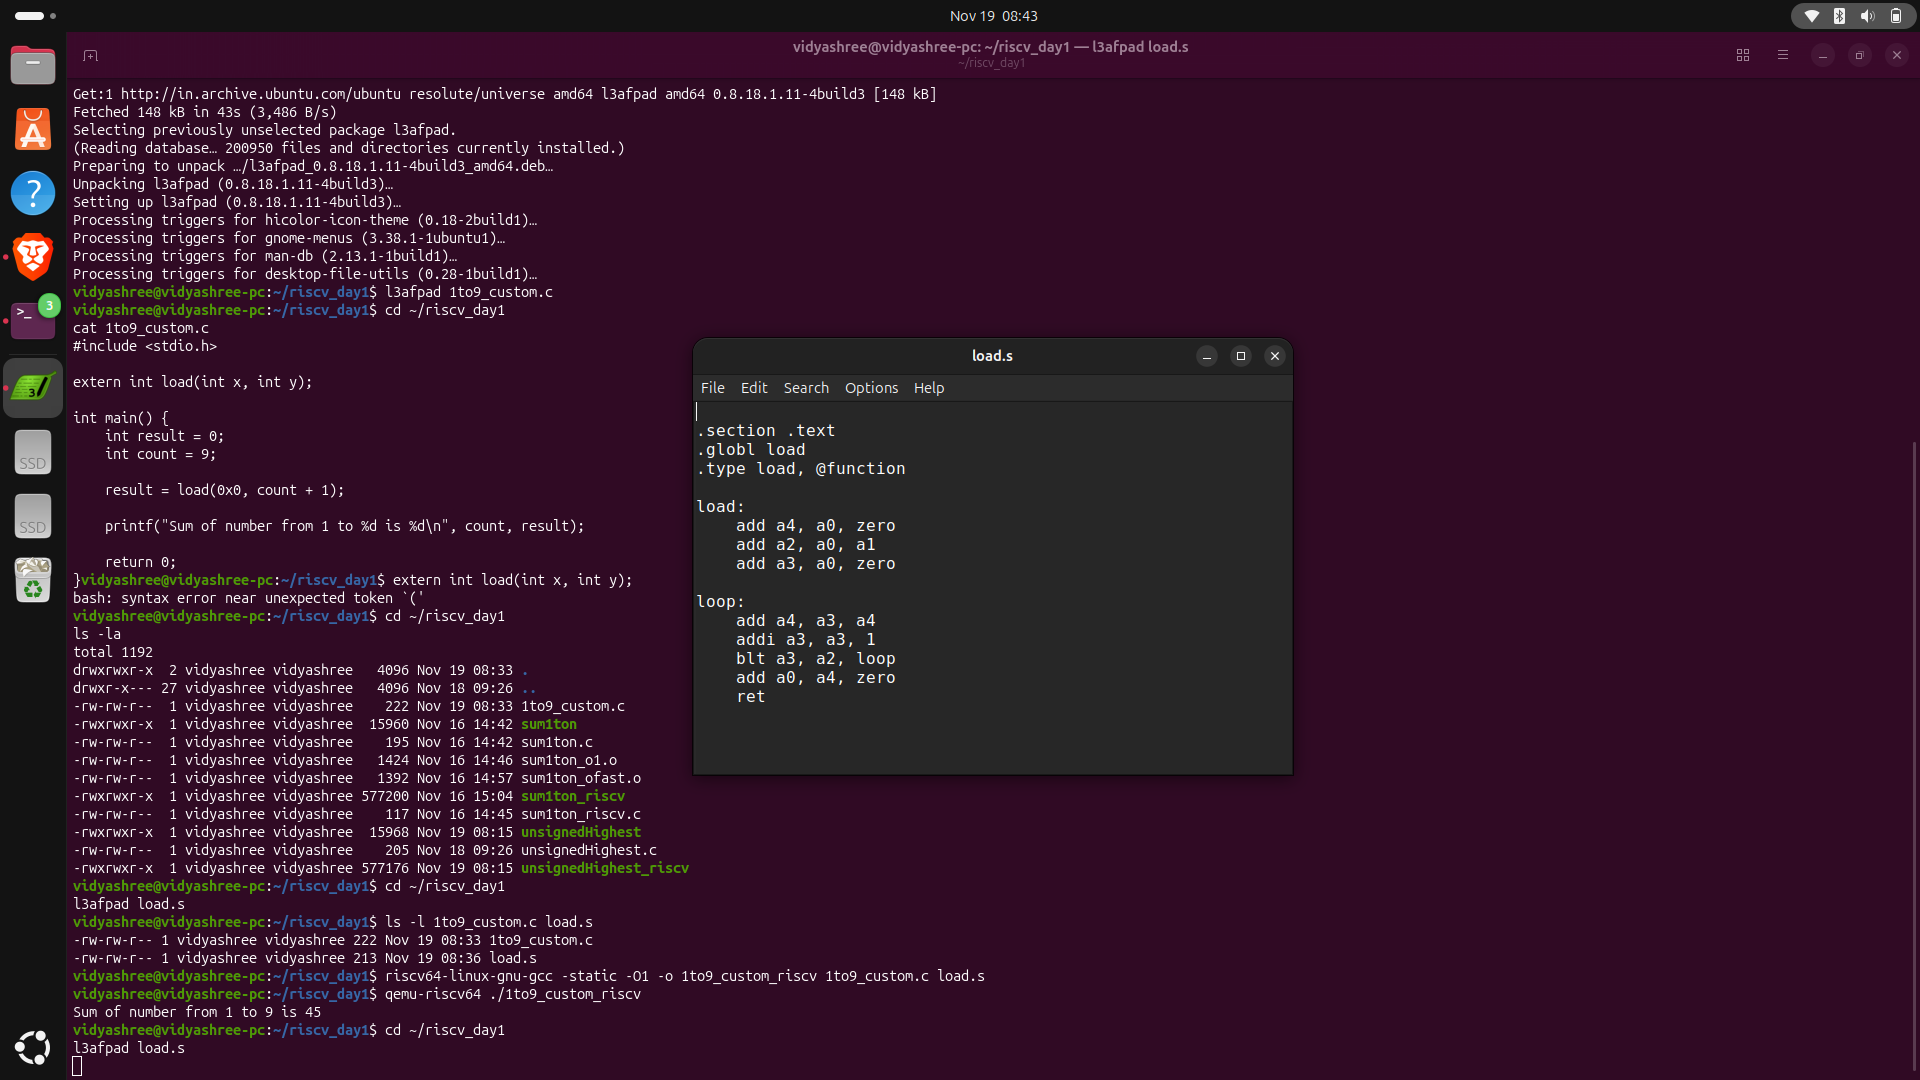 Nov 19 08:43
vidyashree@vidyashree-pc: ~/riscv_day1 — l3afpad load.s
~/riscv_day1
Get:1 http://in.archive.ubuntu.com/ubuntu resolute/universe amd64 l3afpad amd64 0.8.18.1.11-4build3 [148 kB]
Fetched 148 kB in 43s (3,486 B/s)
Selecting previously unselected package l3afpad.
(Reading database… 200950 files and directories currently installed.)
Preparing to unpack …/l3afpad_0.8.18.1.11-4build3_amd64.deb…
Unpacking l3afpad (0.8.18.1.11-4build3)…
Setting up l3afpad (0.8.18.1.11-4build3)…
Processing triggers for hicolor-icon-theme (0.18-2build1)…
Processing triggers for gnome-menus (3.38.1-1ubuntu1)…
Processing triggers for man-db (2.13.1-1build1)…
Processing triggers for desktop-file-utils (0.28-1build1)…
vidyashree@vidyashree-pc:~/riscv_day1$ l3afpad 1to9_custom.c
vidyashree@vidyashree-pc:~/riscv_day1$ cd ~/riscv_day1
cat 1to9_custom.c
#include <stdio.h>
extern int load(int x, int y);
int main() {
    int result = 0;
    int count = 9;
    result = load(0x0, count + 1);
    printf("Sum of number from 1 to %d is %d\n", count, result);
    return 0;
}vidyashree@vidyashree-pc:~/riscv_day1$ extern int load(int x, int y);
bash: syntax error near unexpected token `('
vidyashree@vidyashree-pc:~/riscv_day1$ cd ~/riscv_day1
ls -la
total 1192
drwxrwxr-x  2 vidyashree vidyashree   4096 Nov 19 08:33 .
drwxr-x--- 27 vidyashree vidyashree   4096 Nov 18 09:26 ..
-rw-rw-r--  1 vidyashree vidyashree    222 Nov 19 08:33 1to9_custom.c
-rwxrwxr-x  1 vidyashree vidyashree  15960 Nov 16 14:42 sum1ton
-rw-rw-r--  1 vidyashree vidyashree    195 Nov 16 14:42 sum1ton.c
-rw-rw-r--  1 vidyashree vidyashree   1424 Nov 16 14:46 sum1ton_o1.o
-rw-rw-r--  1 vidyashree vidyashree   1392 Nov 16 14:57 sum1ton_ofast.o
-rwxrwxr-x  1 vidyashree vidyashree 577200 Nov 16 15:04 sum1ton_riscv
-rw-rw-r--  1 vidyashree vidyashree    117 Nov 16 14:45 sum1ton_riscv.c
-rwxrwxr-x  1 vidyashree vidyashree  15968 Nov 19 08:15 unsignedHighest
-rw-rw-r--  1 vidyashree vidyashree    205 Nov 18 09:26 unsignedHighest.c
-rwxrwxr-x  1 vidyashree vidyashree 577176 Nov 19 08:15 unsignedHighest_riscv
vidyashree@vidyashree-pc:~/riscv_day1$ cd ~/riscv_day1
l3afpad load.s
vidyashree@vidyashree-pc:~/riscv_day1$ ls -l 1to9_custom.c load.s
-rw-rw-r-- 1 vidyashree vidyashree 222 Nov 19 08:33 1to9_custom.c
-rw-rw-r-- 1 vidyashree vidyashree 213 Nov 19 08:36 load.s
vidyashree@vidyashree-pc:~/riscv_day1$ riscv64-linux-gnu-gcc -static -O1 -o 1to9_custom_riscv 1to9_custom.c load.s
vidyashree@vidyashree-pc:~/riscv_day1$ qemu-riscv64 ./1to9_custom_riscv
Sum of number from 1 to 9 is 45
vidyashree@vidyashree-pc:~/riscv_day1$ cd ~/riscv_day1
l3afpad load.s
load.s
File Edit Search Options Help
.section .text
.globl load
.type load, @function
load:
    add a4, a0, zero
    add a2, a0, a1
    add a3, a0, zero
loop:
    add a4, a3, a4
    addi a3, a3, 1
    blt a3, a2, loop
    add a0, a4, zero
    ret
A
?
>_
3
3
SSD
SSD